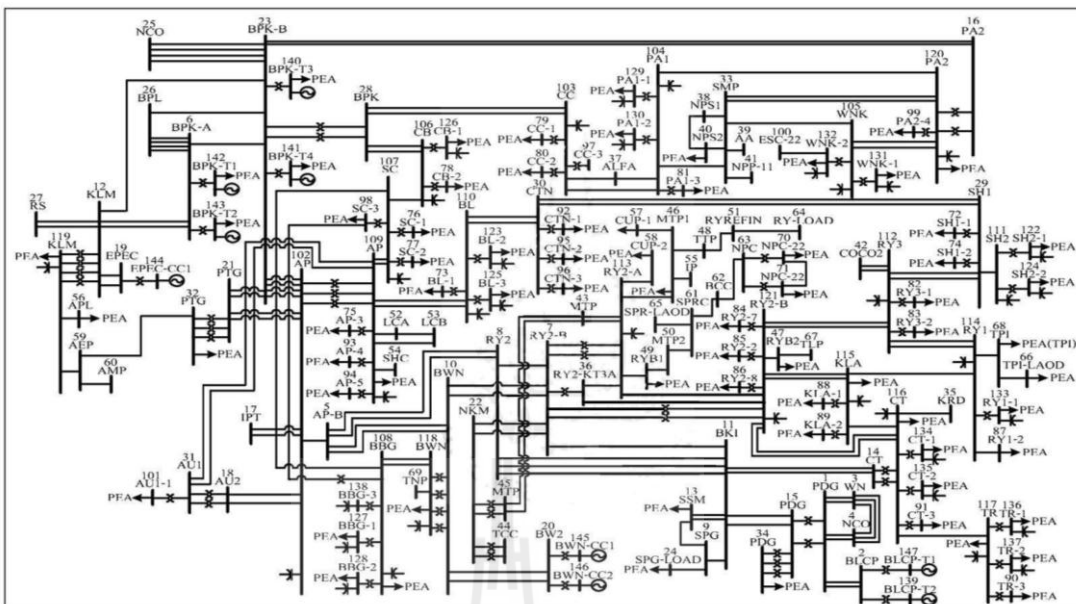 25
NCO
23
BPK-B
16
PA2
140
BPK-T3
PEA
104
PA1
120
PA2
26
BPL
6
BPK-A
28
BPK
103
CC
129
PA1-1
PEA
33
SMP
38
NPS1
105
WNK
99
PA2-4
PEA
106
CB
126
CB-1
PEA
79
CC-1
PEA
130
PA1-2
PEA
40
NPS2
39
AA
100
ESC-22
132
WNK-2
142
BPK-T1
PEA
141
BPK-T4
PEA
107
SC
80
CC-2
PEA
97
CC-3
37
ALFA
41
NPP-11
PEA
131
WNK-1
PEA
PEA
27
RS
12
KLM
143
BPK-T2
PEA
78
CB-2
PEA
110
BL
30
CTN
81
PA1-3
PEA
29
SH1
98
SC-3
PEA
76
SC-1
PEA
92
CTN-1
PEA
57
CUP-1
46
MTP1
51
RYREFIN
64
RY-LOAD
72
SH1-1
PEA
119
KLM
PEA
19
EPEC
144
EPEC-CC1
21
PTG
102
AP
109
AP
77
SC-2
PEA
123
BL-2
PEA
95
CTN-2
PEA
58
CUP-2
48
TTP
63
NPC
70
NPC-22
PEA
42
COCO2
112
RY3
74
SH1-2
PEA
111
SH2
122
SH2-1
PEA
73
BL-1
PEA
125
BL-3
PEA
96
CTN-3
PEA
113
RY2-A
55
IP
62
BCC
71
NPC-22
PEA
82
RY3-1
PEA
124
SH2-2
PEA
56
APL
PEA
32
PTG
PEA
43
MTP
65
SPR-LAOD
61
SPRC
121
RY2-B
83
RY3-2
PEA
114
RY1
59
AEP
60
AMP
75
AP-3
PEA
52
LCA
53
LCB
8
RY2
7
RY2-B
50
MTP2
84
RY2-7
PEA
47
RYB2
67
TLP
PEA
68
TPI
PEA(TPI)
93
AP-4
PEA
54
SHC
PEA
49
RYB1
85
RY2-2
PEA
115
KLA
PEA
66
TPI-LAOD
PEA
94
AP-5
PEA
10
BWN
36
RY2-KT3A
86
RY2-8
PEA
88
KLA-1
PEA
116
CT
35
KRD
133
RY1-1
PEA
17
IPT
5
AP-B
22
NKM
11
BKI
89
KLA-2
PEA
PEA
134
CT-1
PEA
87
RY1-2
PEA
31
AU1
108
BBG
118
BWN
14
CT
135
CT-2
PEA
101
AU1-1
PEA
18
AU2
69
TNP
PEA
138
BBG-3
45
MTP
13
SSM
PEA
15
PDG
1
PDG
3
WN
91
CT-3
PEA
117
TR
136
TR-1
PEA
127
BBG-1
PEA
44
TCC
20
BW2
145
BWN-CC1
9
SPG
34
PDG
PEA
4
NCO
PEA
137
TR-2
PEA
128
BBG-2
PEA
PEA
146
BWN-CC2
24
SPG-LOAD
PEA
2
BLCP
147
BLCP-T1
139
BLCP-T2
90
TR-3
PEA